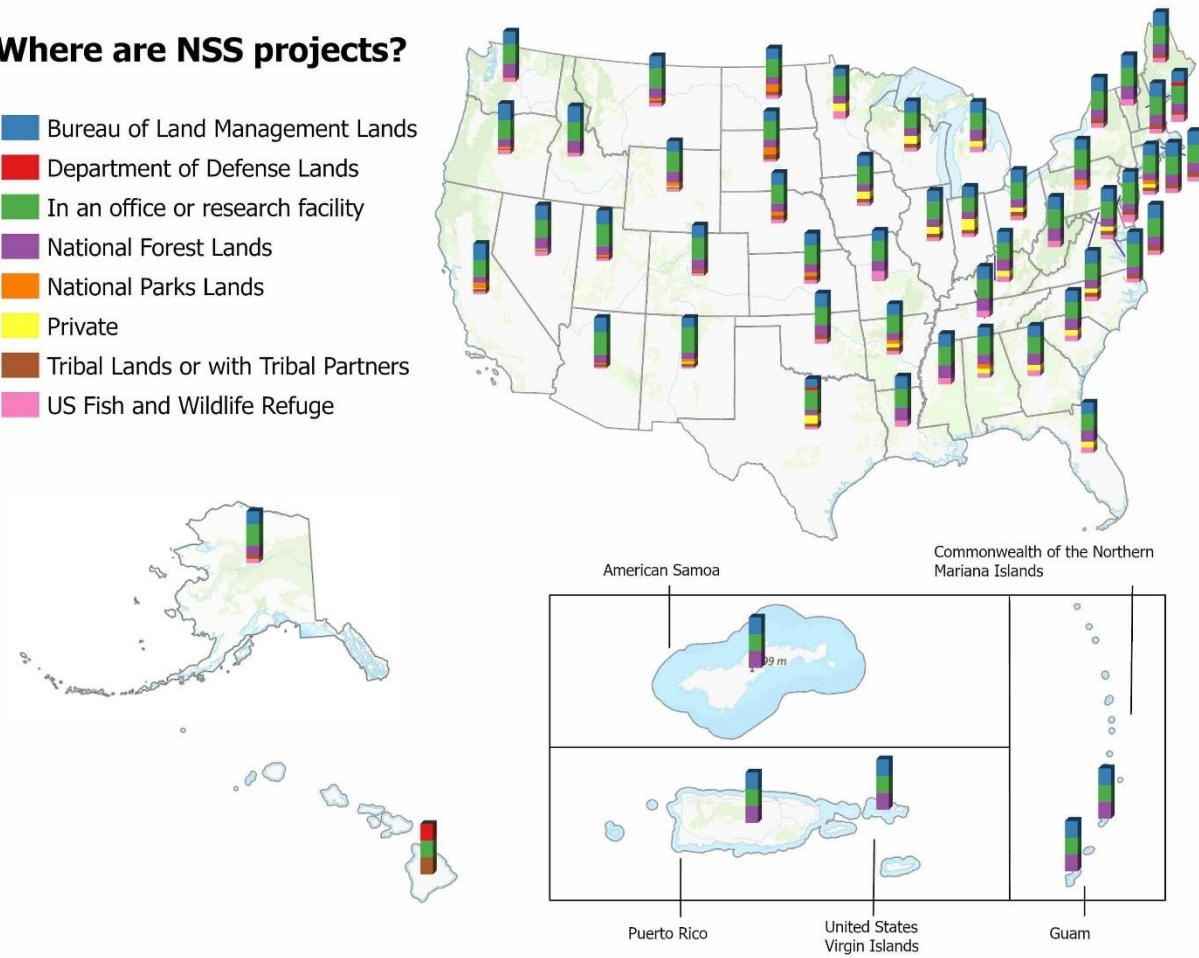 Where are NSS projects?
Bureau of Land Management Lands
Department of Defense Lands
In an office or research facility
National Forest Lands
National Parks Lands
Private
Tribal Lands or with Tribal Partners
US Fish and Wildlife Refuge
American Samoa
Commonwealth of the Northern
Mariana Islands
99 m
Puerto Rico
United States
Virgin Islands
Guam